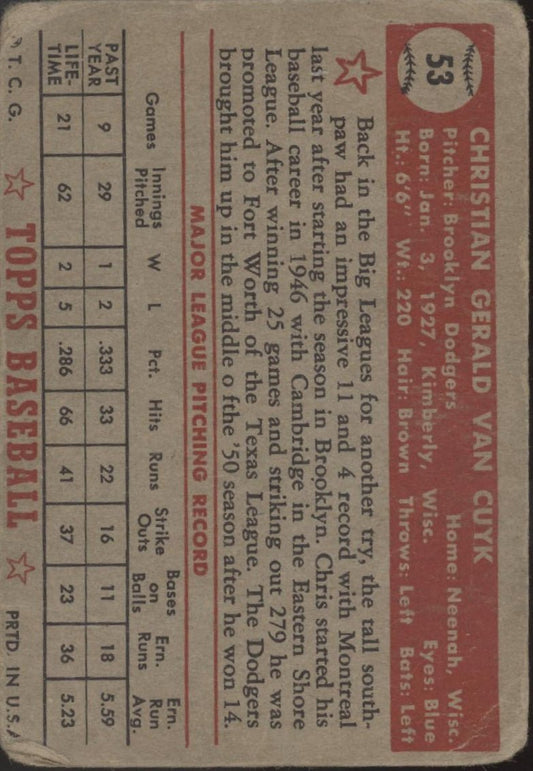 53
CHRISTIAN GERALD VAN CUYK
Pitcher: Brooklyn Dodgers Home: Neenah, Wisc.
Born: Jan. 3, 1927, Kimberly, Wisc. Eyes: Blue
Ht.: 6'6" Wt.: 220 Hair: Brown Throws: Left Bats: Left
Back in the Big Leagues for another try, the tall south-
paw had an impressive 11 and 4 record with Montreal
last year after starting the season in Brooklyn. Chris started his
baseball career in 1946 with Cambridge in the Eastern Shore
League. After winning 25 games and striking out 279 he was
promoted to Fort Worth of the Texas League. The Dodgers
brought him up in the middle o fthe '50 season after he won 14.
MAJOR LEAGUE PITCHING RECORD
Games Innings Pitched W L Pct. Hits Runs Strike Outs Bases on Balls Ern. Runs Ern. Run Avg.
PAST YEAR 9 29 1 2 .333 33 22 16 11 18 5.59
LIFE-TIME 21 62 2 5 .286 66 41 37 23 36 5.23
T. C. G. TOPPS BASEBALL PRTD. IN U.S.A